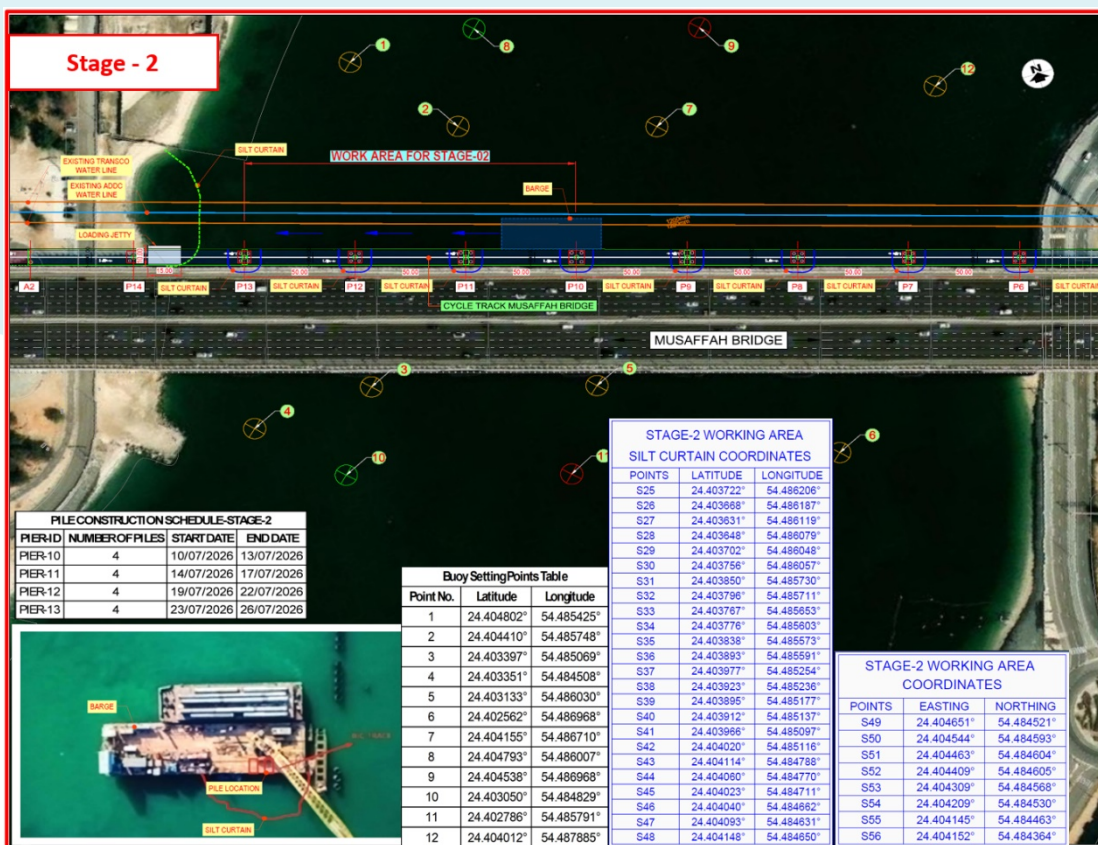 Stage - 2
1
8
9
12
2
7
EXISTING TRANSCO
WATER LINE
SILT CURTAIN
WORK AREA FOR STAGE-02
EXISTING ADDC
WATER LINE
BARGE
LOADING JETTY
15.00
50.00
50.00
50.00
50.00
50.00
50.00
50.00
A2
P14
SILT CURTAIN
P13
SILT CURTAIN
P12
SILT CURTAIN
P11
P10
SILT CURTAIN
P9
SILT CURTAIN
P8
SILT CURTAIN
P7
P6
SILT CURTAIN
CYCLE TRACK MUSAFFAH BRIDGE
MUSAFFAH BRIDGE
3
5
4
6
10
11
PILE CONSTRUCTION SCHEDULE-STAGE-2
PIER-ID NUMBER OF PILES START DATE END DATE
PIER-10 4 10/07/2026 13/07/2026
PIER-11 4 14/07/2026 17/07/2026
PIER-12 4 19/07/2026 22/07/2026
PIER-13 4 23/07/2026 26/07/2026
BARGE
PILE LOCATION
SILT CURTAIN
Buoy Setting Points Table
Point No. Latitude Longitude
1 24.404802° 54.485425°
2 24.404410° 54.485748°
3 24.403397° 54.485069°
4 24.403351° 54.484508°
5 24.403133° 54.486030°
6 24.402562° 54.486968°
7 24.404155° 54.486710°
8 24.404793° 54.486007°
9 24.404538° 54.486968°
10 24.403050° 54.484829°
11 24.402786° 54.485791°
12 24.404012° 54.487885°
STAGE-2 WORKING AREA
SILT CURTAIN COORDINATES
POINTS LATITUDE LONGITUDE
S25 24.403722° 54.486206°
S26 24.403668° 54.486187°
S27 24.403631° 54.486119°
S28 24.403648° 54.486079°
S29 24.403702° 54.486048°
S30 24.403756° 54.486057°
S31 24.403850° 54.485730°
S32 24.403796° 54.485711°
S33 24.403767° 54.485653°
S34 24.403776° 54.485603°
S35 24.403838° 54.485573°
S36 24.403893° 54.485591°
S37 24.403977° 54.485254°
S38 24.403923° 54.485236°
S39 24.403895° 54.485177°
S40 24.403912° 54.485137°
S41 24.403966° 54.485097°
S42 24.404020° 54.485116°
S43 24.404114° 54.484788°
S44 24.404060° 54.484770°
S45 24.404023° 54.484711°
S46 24.404040° 54.484662°
S47 24.404093° 54.484631°
S48 24.404148° 54.484650°
STAGE-2 WORKING AREA
COORDINATES
POINTS EASTING NORTHING
S49 24.404651° 54.484521°
S50 24.404544° 54.484593°
S51 24.404463° 54.484604°
S52 24.404409° 54.484605°
S53 24.404309° 54.484568°
S54 24.404209° 54.484530°
S55 24.404145° 54.484463°
S56 24.404152° 54.484364°